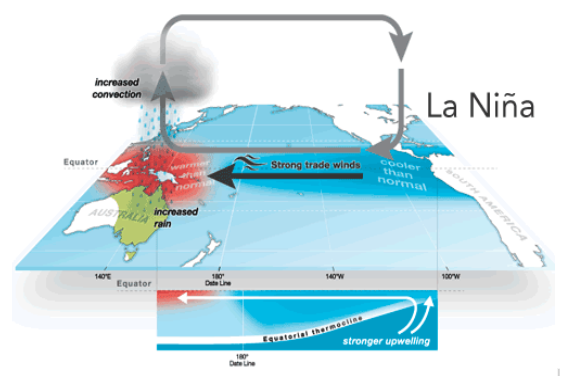 increased
convection
La Niña
Equator
warmer
than
normal
Strong trade winds
cooler
than
normal
AUSTRALIA
increased
rain
SOUTH AMERICA
140°E
180°
Date Line
140°W
100°W
Equator
Equatorial thermocline
stronger upwelling
180°
Date Line